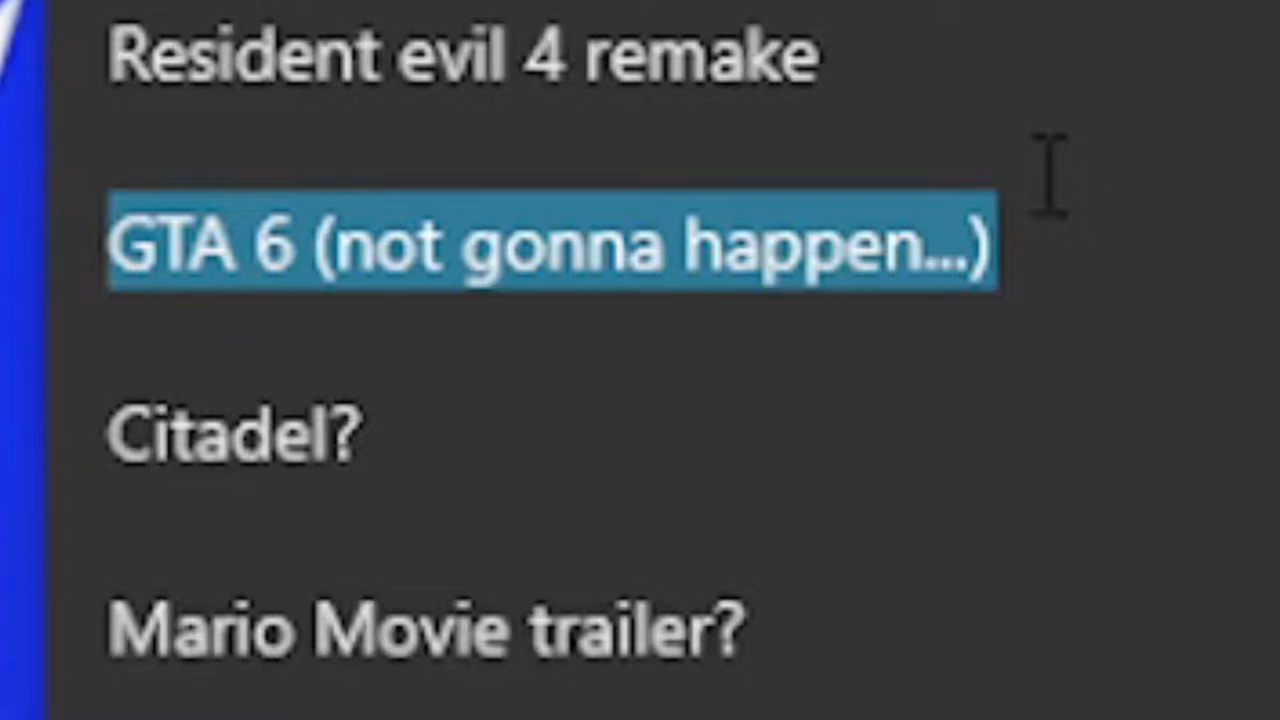 Resident evil 4 remake
GTA 6 (not gonna happen...)
Citadel?
Mario Movie trailer?